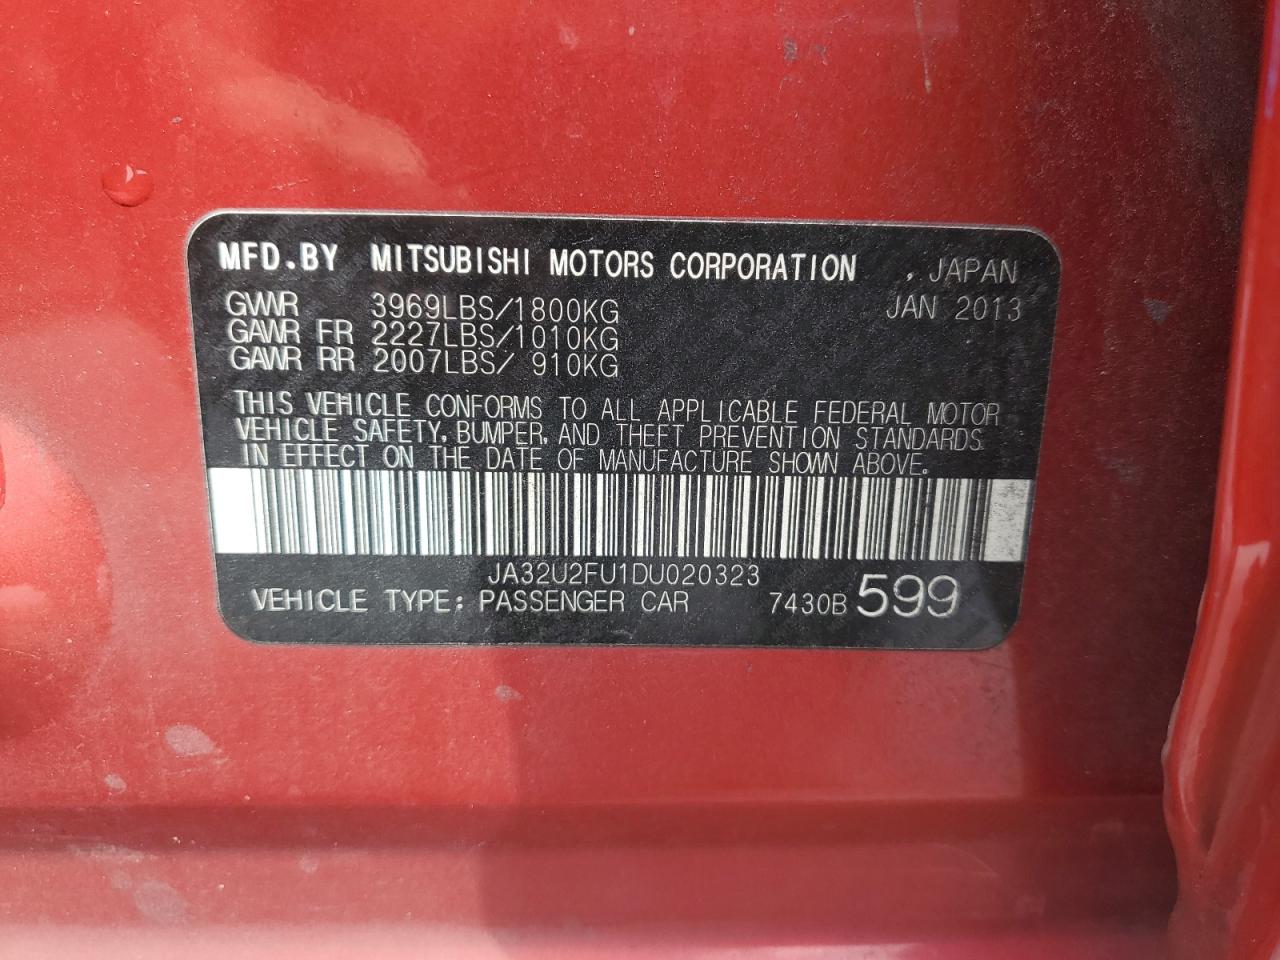 MFD.BY MITSUBISHI MOTORS CORPORATION , JAPAN
GVWR 3969LBS/1800KG JAN 2013
GAWR FR 2227LBS/1010KG
GAWR RR 2007LBS/ 910KG
THIS VEHICLE CONFORMS TO ALL APPLICABLE FEDERAL MOTOR
VEHICLE SAFETY, BUMPER, AND THEFT PREVENTION STANDARDS
IN EFFECT ON THE DATE OF MANUFACTURE SHOWN ABOVE.
JA32U2FU1DU020323
VEHICLE TYPE: PASSENGER CAR 7430B 599